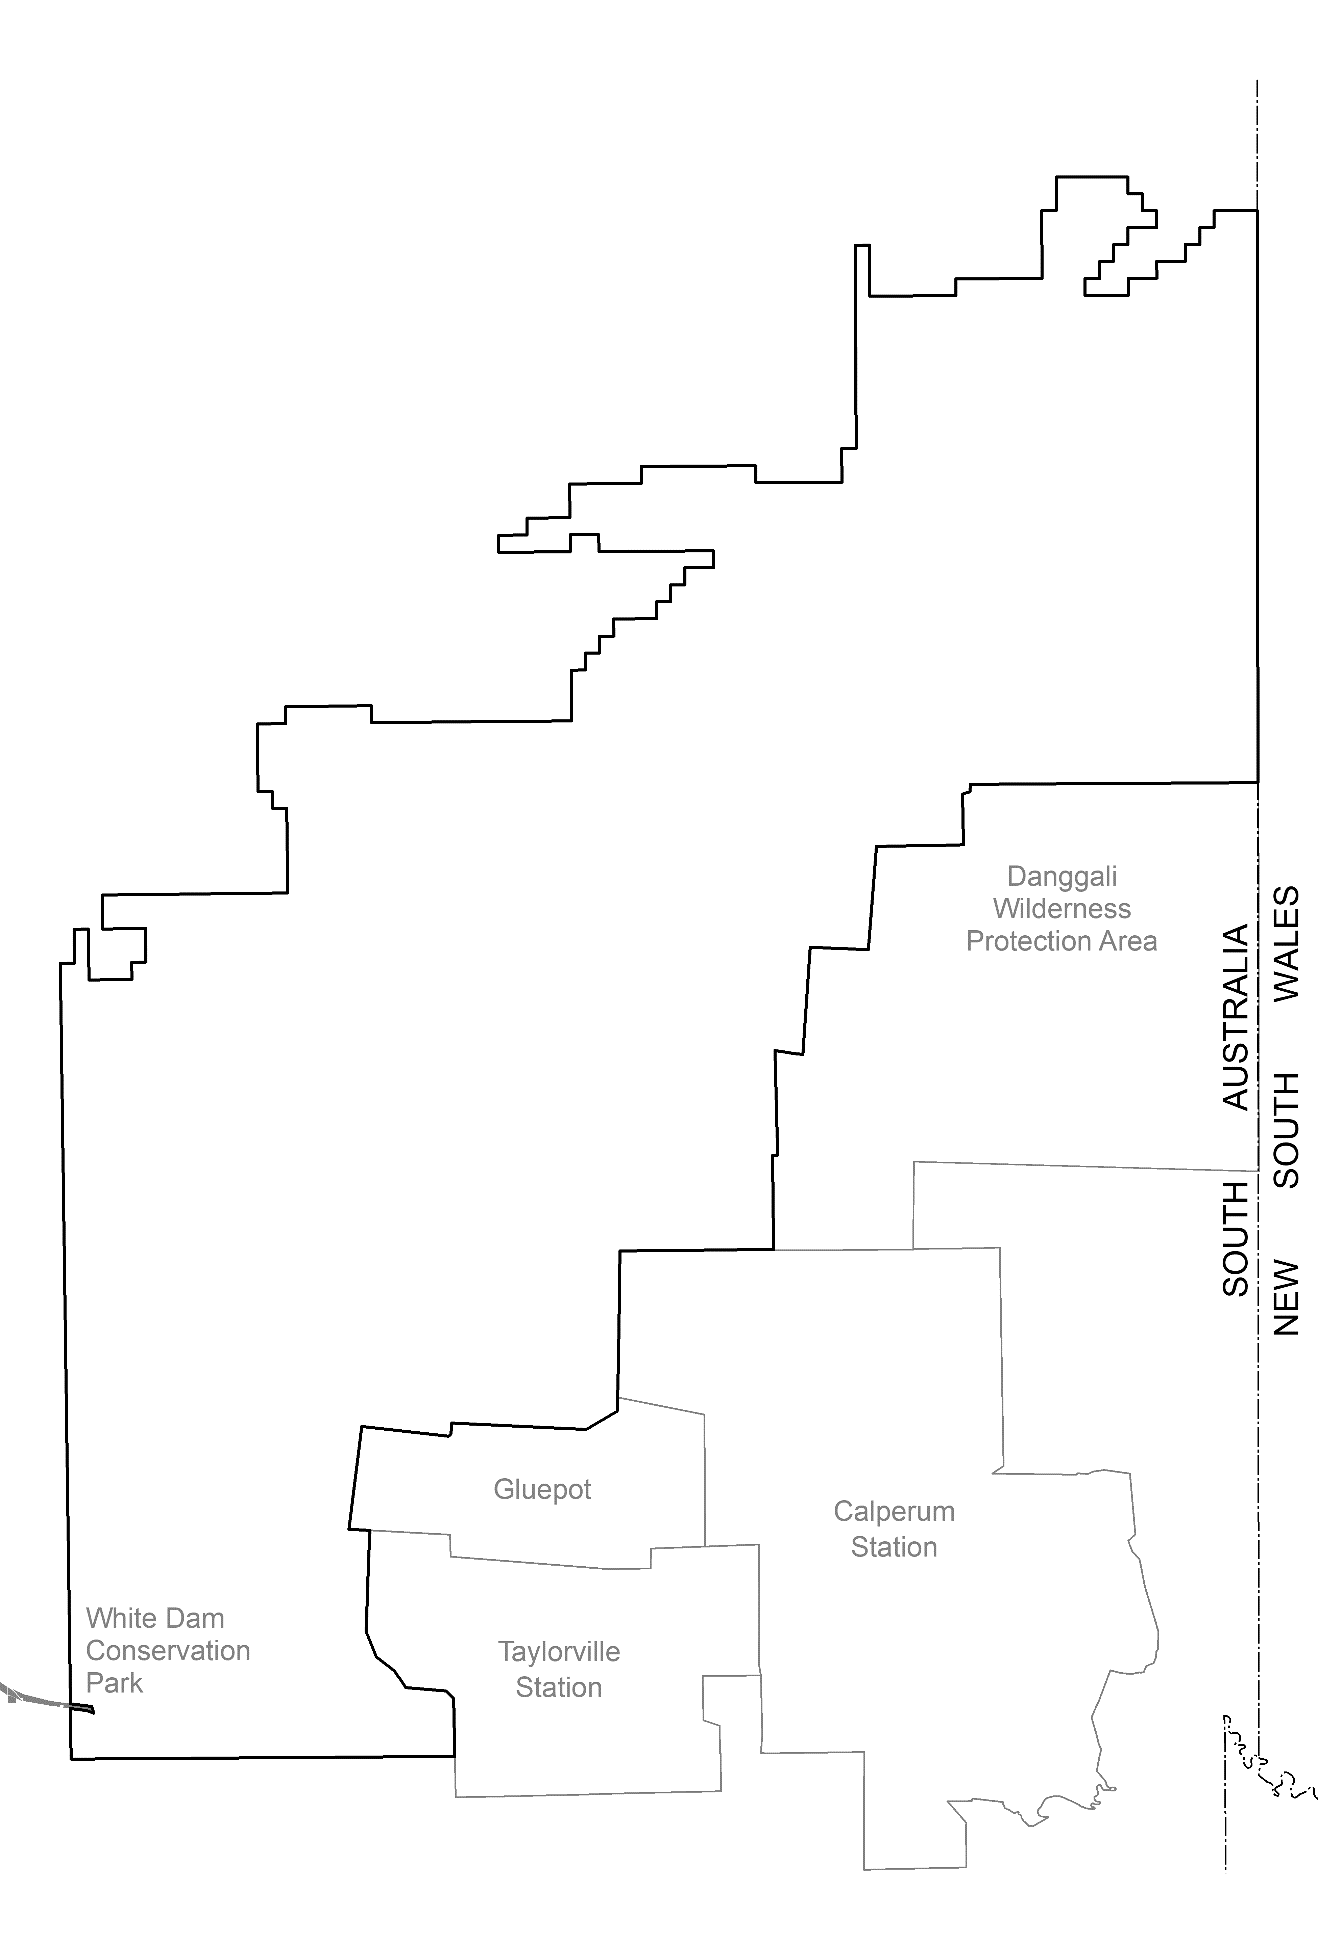 Danggali
Wilderness
Protection Area
SOUTH AUSTRALIA
NEW SOUTH WALES
Gluepot
Calperum
Station
White Dam
Conservation
Park
Taylorville
Station